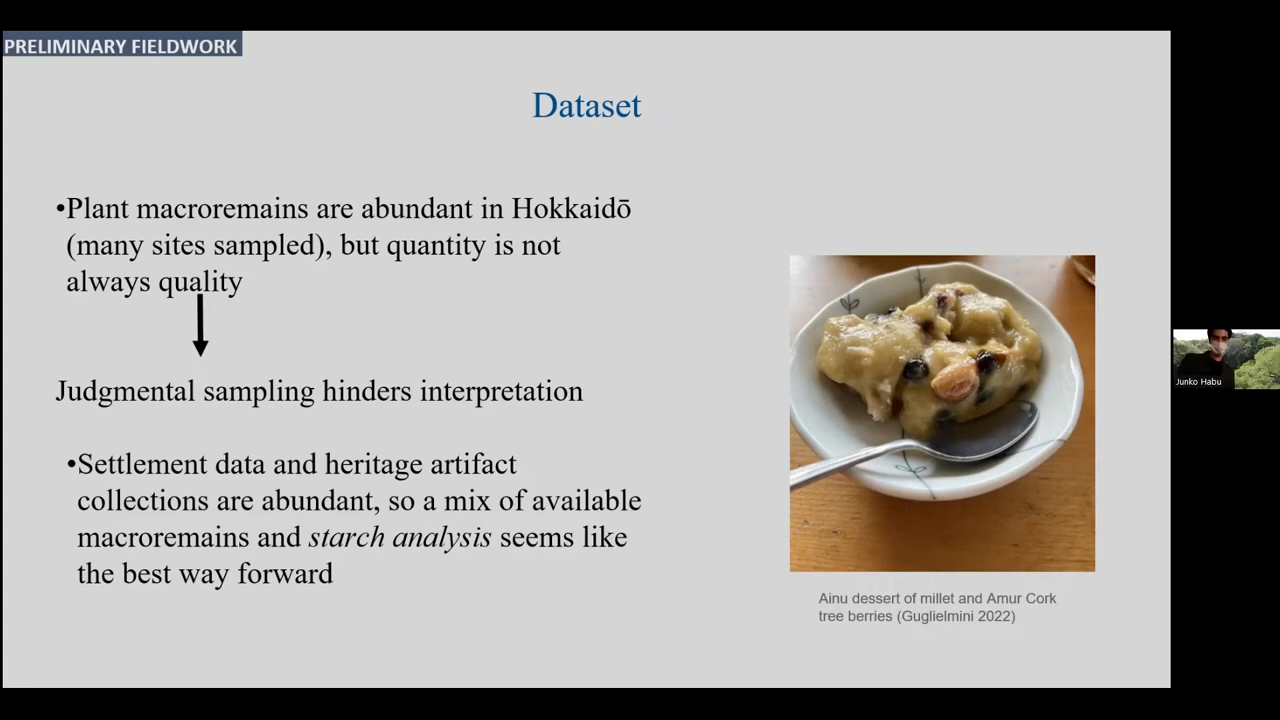 PRELIMINARY FIELDWORK
Dataset
•Plant macroremains are abundant in Hokkaidō
(many sites sampled), but quantity is not
always quality
Judgmental sampling hinders interpretation
•Settlement data and heritage artifact
collections are abundant, so a mix of available
macroremains and starch analysis seems like
the best way forward
Ainu dessert of millet and Amur Cork
tree berries (Guglielmini 2022)
Junko Habu